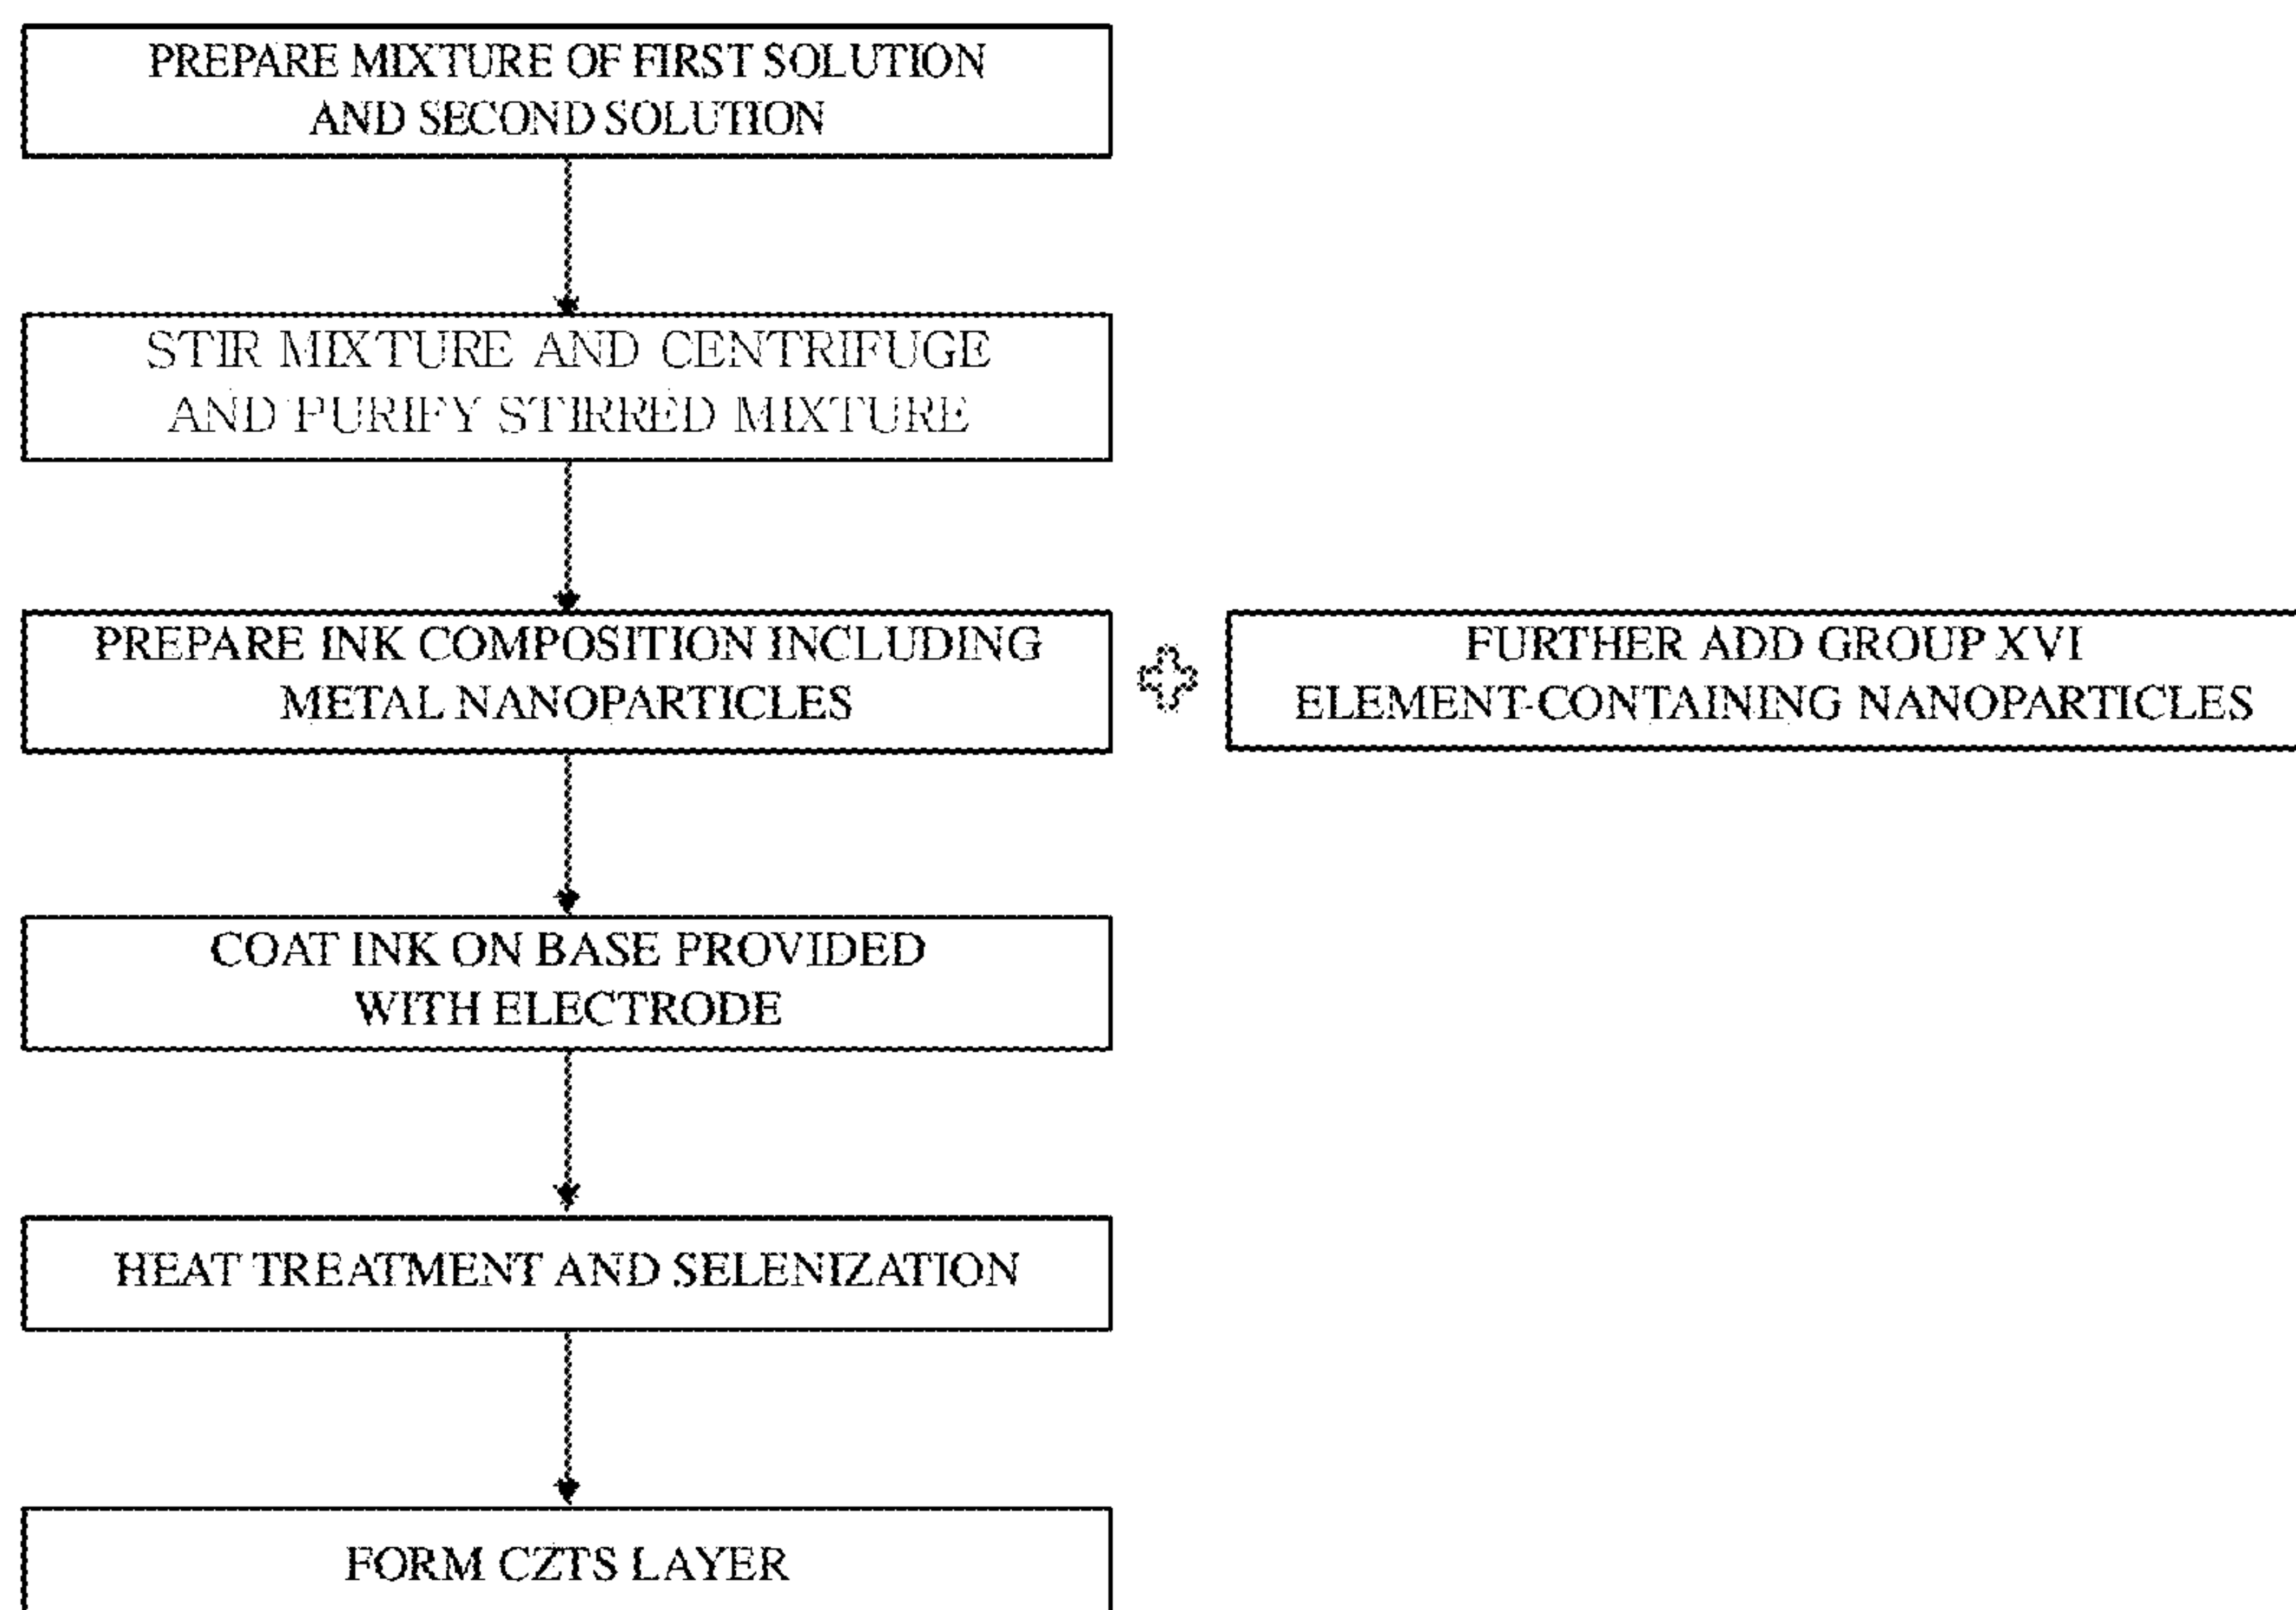 PREPARE MIXTURE OF FIRST SOLUTION
AND SECOND SOLUTION
STIR MIXTURE AND CENTRIFUGE
AND PURIFY STIRRED MIXTURE
PREPARE INK COMPOSITION INCLUDING
METAL NANOPARTICLES
FURTHER ADD GROUP XVI
ELEMENT-CONTAINING NANOPARTICLES
COAT INK ON BASE PROVIDED
WITH ELECTRODE
HEAT TREATMENT AND SELENIZATION
FORM CZTS LAYER